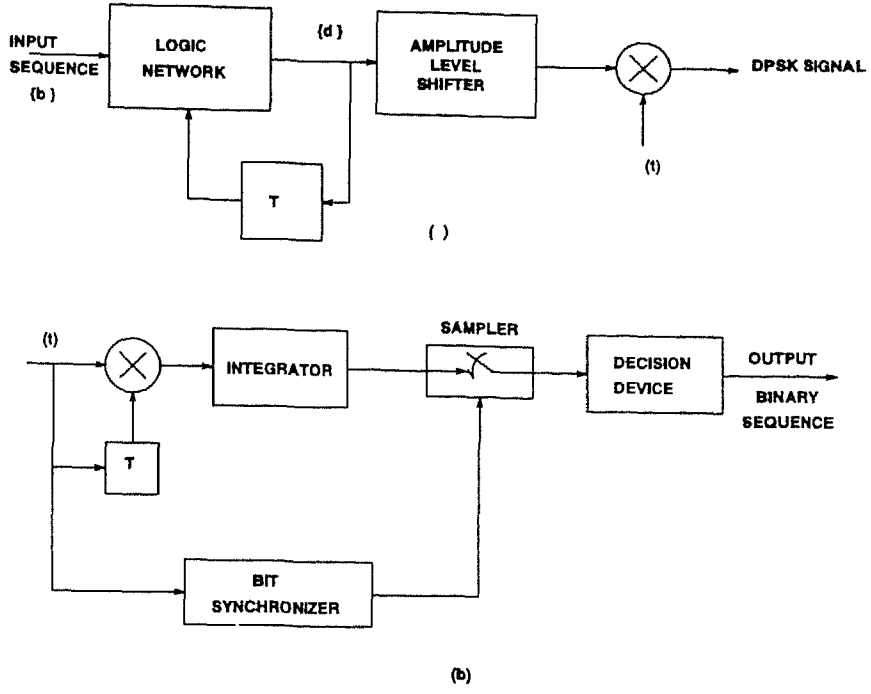 INPUT
SEQUENCE
{b }
LOGIC
NETWORK
{d }
AMPLITUDE
LEVEL
SHIFTER
DPSK SIGNAL
(t)
T
( )
(t)
INTEGRATOR
SAMPLER
DECISION
DEVICE
OUTPUT
BINARY
SEQUENCE
T
BIT
SYNCHRONIZER
(b)